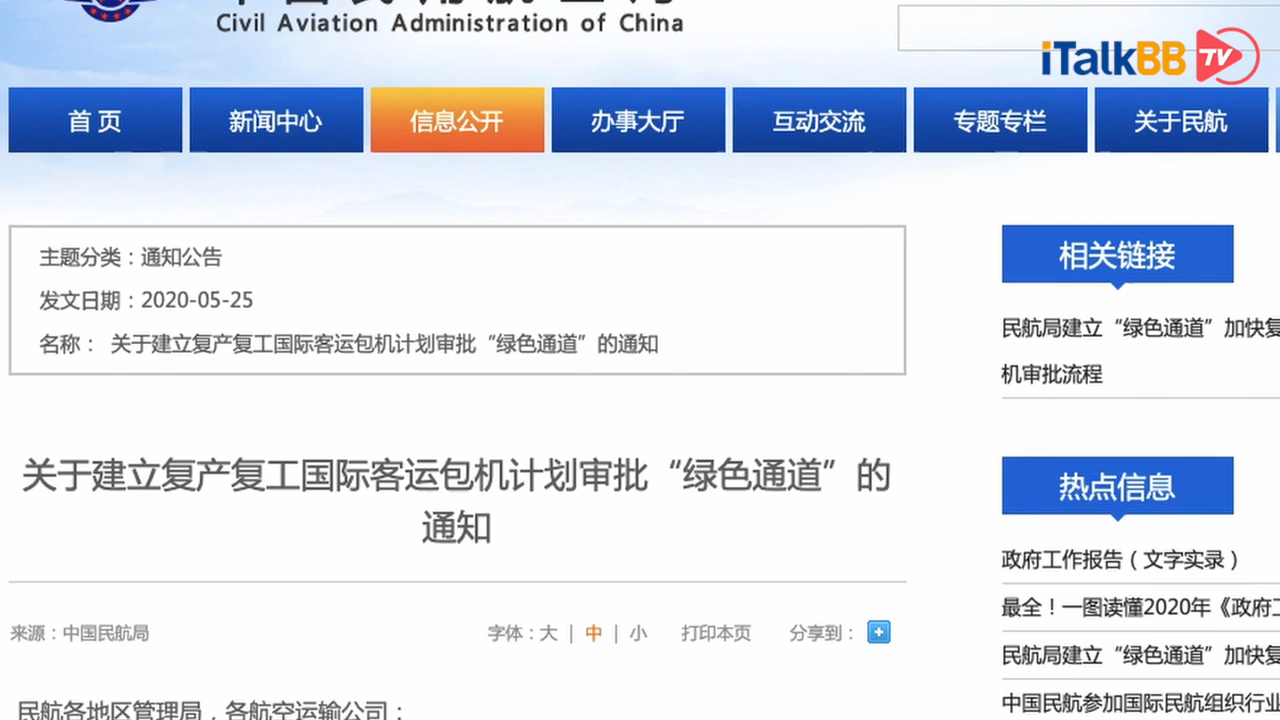 Civil Aviation Administration of China
iTalkBB TV
首页 新闻中心 信息公开 办事大厅 互动交流 专题专栏 关于民航
主题分类：通知公告
发文日期：2020-05-25
名称： 关于建立复产复工国际客运包机计划审批“绿色通道”的通知
相关链接
民航局建立“绿色通道”加快复
机审批流程
关于建立复产复工国际客运包机计划审批“绿色通道”的
通知
热点信息
政府工作报告（文字实录）
最全！一图读懂2020年《政府工
民航局建立“绿色通道”加快复
中国民航参加国际民航组织行业
来源：中国民航局 字体：大 | 中 | 小 打印本页 分享到：
民航各地区管理局，各航空运输公司：